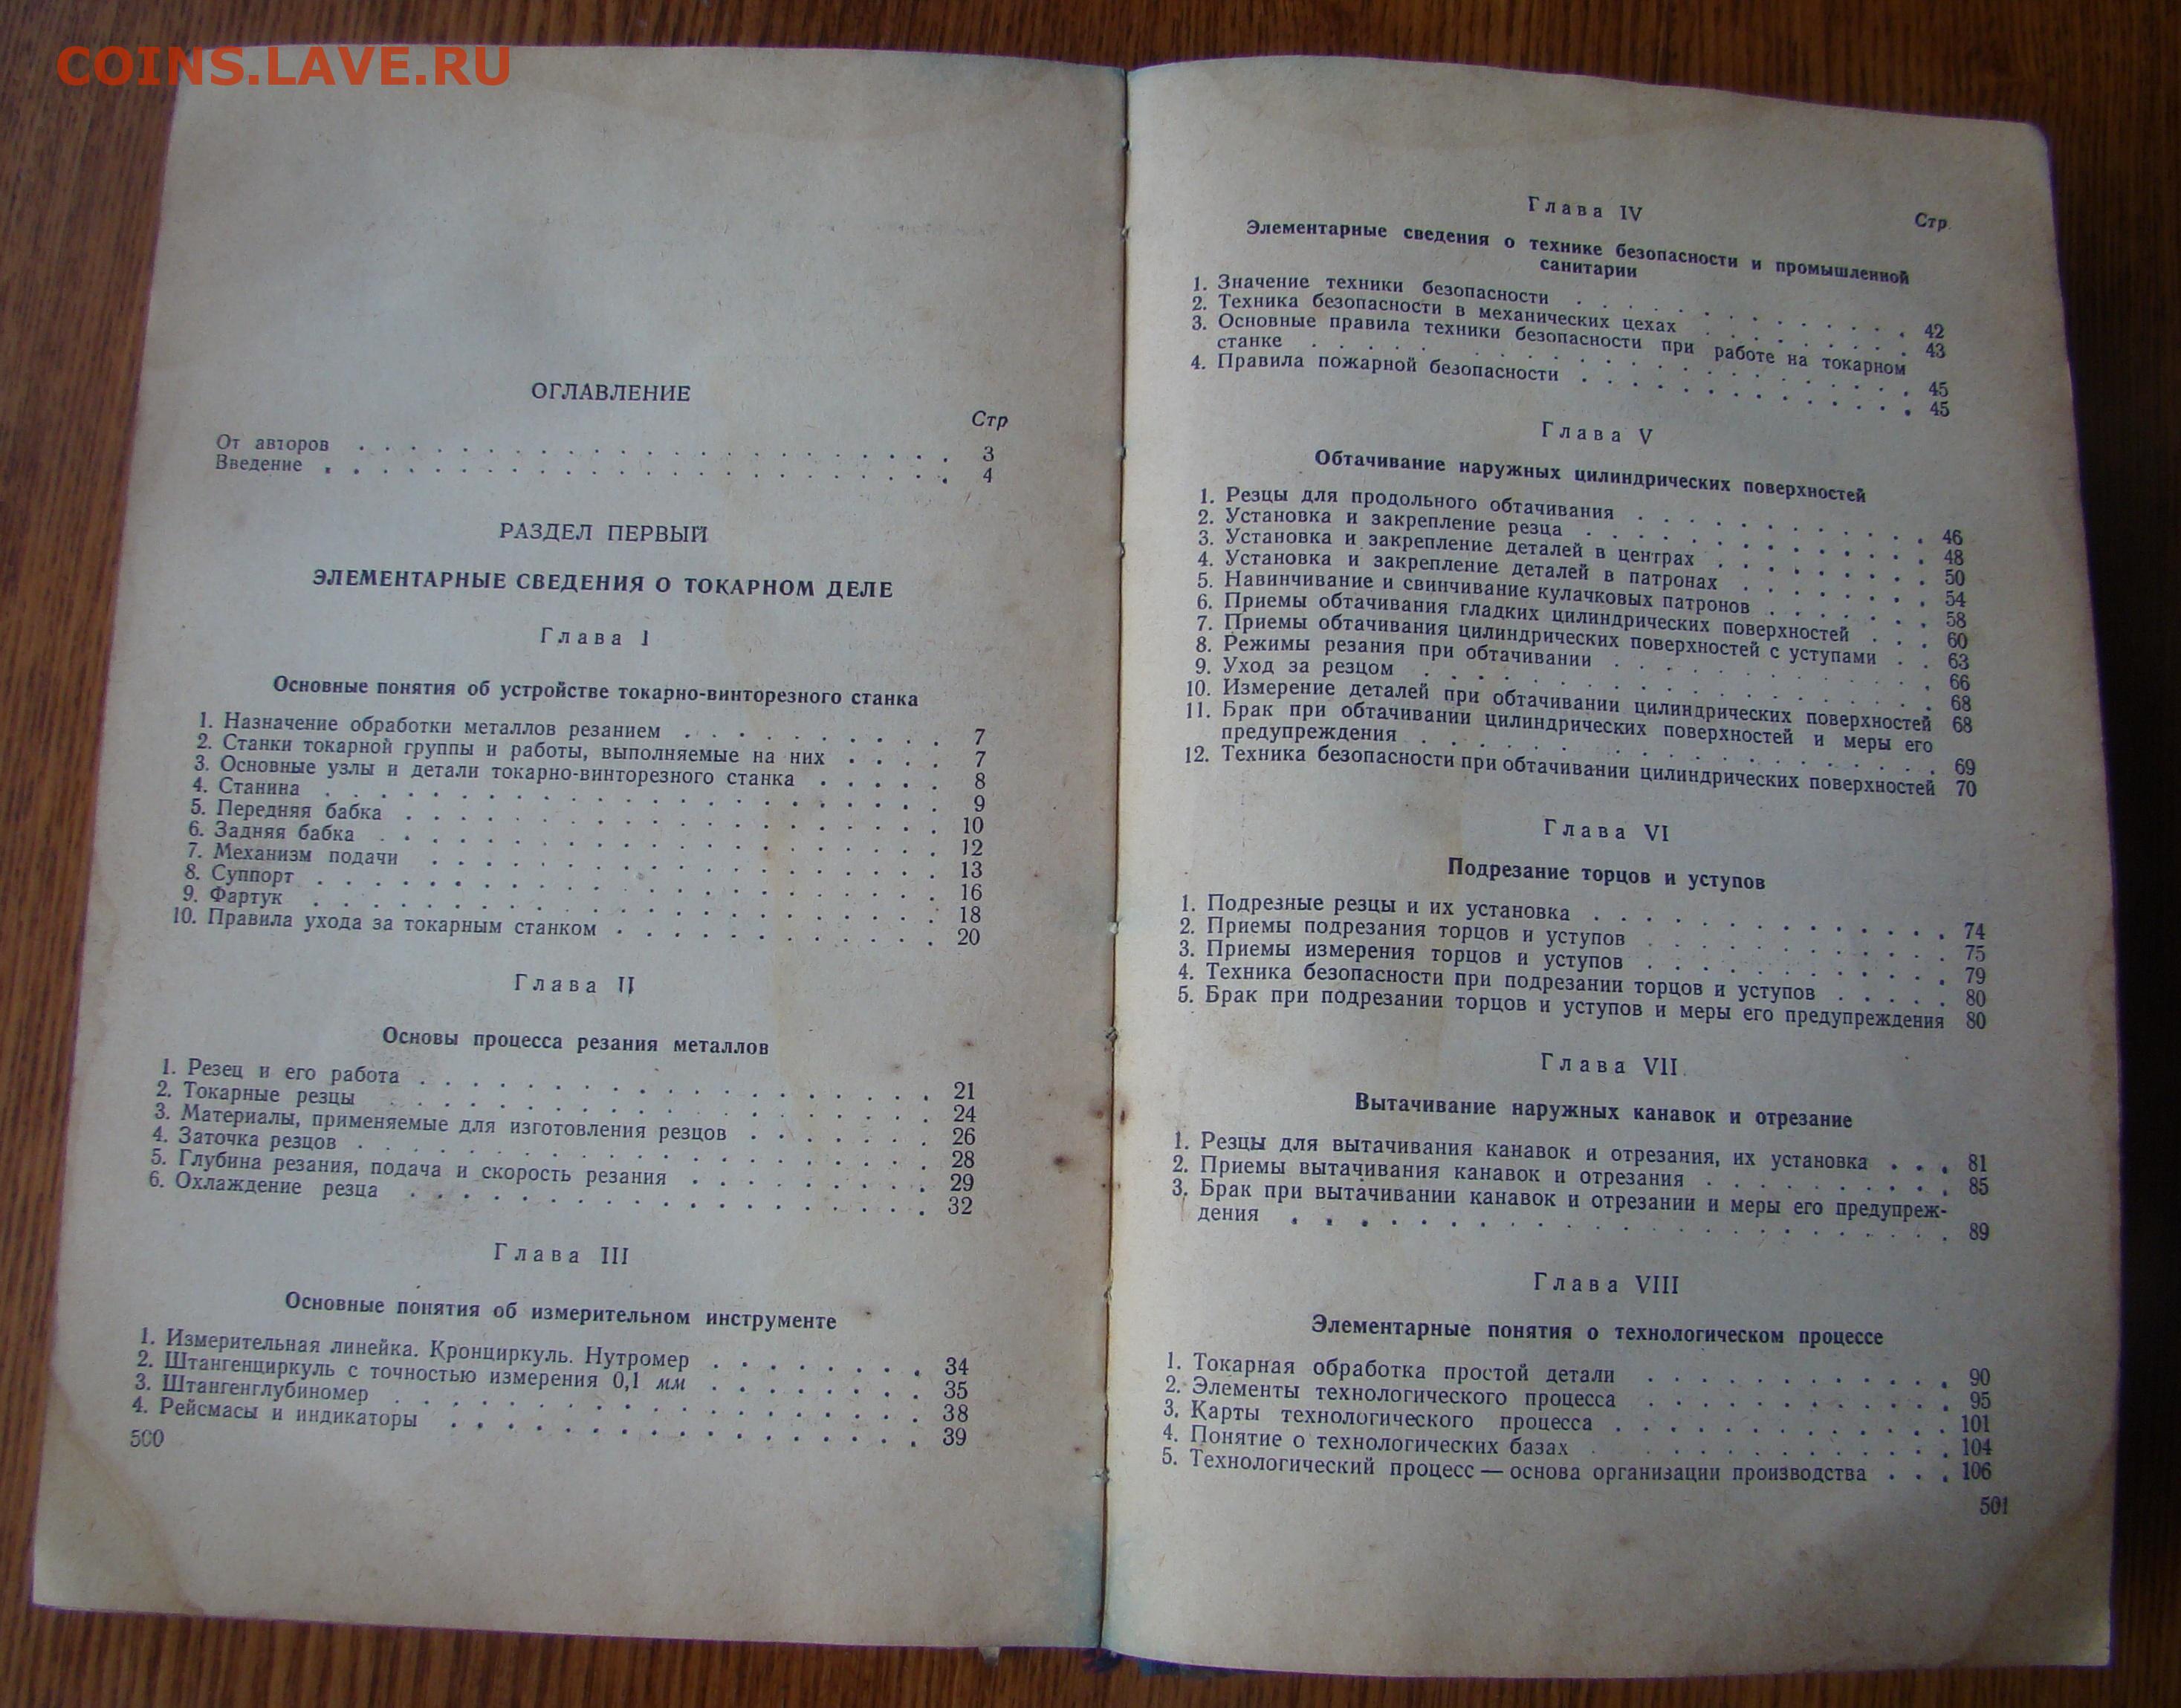 COINS.LAVE.RU
ОГЛАВЛЕНИЕ
Стр
От авторов . . . . . . . . . . . . . . . . . . . . . . . 3
Введение . . . . . . . . . . . . . . . . . . . . . . . . 4
РАЗДЕЛ ПЕРВЫЙ
ЭЛЕМЕНТАРНЫЕ СВЕДЕНИЯ О ТОКАРНОМ ДЕЛЕ
Глава I
Основные понятия об устройстве токарно-винторезного станка
1. Назначение обработки металлов резанием . . . . . . . . . . 7
2. Станки токарной группы и работы, выполняемые на них . . . . 7
3. Основные узлы и детали токарно-винторезного станка . . . . . 8
4. Станина . . . . . . . . . . . . . . . . . . . . . . . 9
5. Передняя бабка . . . . . . . . . . . . . . . . . . . . 10
6. Задняя бабка . . . . . . . . . . . . . . . . . . . . . 12
7. Механизм подачи . . . . . . . . . . . . . . . . . . . 13
8. Суппорт . . . . . . . . . . . . . . . . . . . . . . . 16
9. Фартук . . . . . . . . . . . . . . . . . . . . . . . 18
10. Правила ухода за токарным станком . . . . . . . . . . . . 20
Глава II
Основы процесса резания металлов
1. Резец и его работа . . . . . . . . . . . . . . . . . . . 21
2. Токарные резцы . . . . . . . . . . . . . . . . . . . . 24
3. Материалы, применяемые для изготовления резцов . . . . . . . 26
4. Заточка резцов . . . . . . . . . . . . . . . . . . . . . 28
5. Глубина резания, подача и скорость резания . . . . . . . . . 29
6. Охлаждение резца . . . . . . . . . . . . . . . . . . . 32
Глава III
Основные понятия об измерительном инструменте
1. Измерительная линейка. Кронциркуль. Нутромер . . . . . . . . 34
2. Штангенциркуль с точностью измерения 0,1 мм . . . . . . . . 35
3. Штангенглубиномер . . . . . . . . . . . . . . . . . . . 38
4. Рейсмасы и индикаторы . . . . . . . . . . . . . . . . . 39
500
Глава IV
Стр.
Элементарные сведения о технике безопасности и промышленной
санитарии
1. Значение техники безопасности . . . . . . . . . . . . . 42
2. Техника безопасности в механических цехах . . . . . . . . 43
3. Основные правила техники безопасности при работе на токарном
станке . . . . . . . . . . . . . . . . . . . . . . . 45
4. Правила пожарной безопасности . . . . . . . . . . . . . 45
Глава V
Обтачивание наружных цилиндрических поверхностей
1. Резцы для продольного обтачивания . . . . . . . . . . . 46
2. Установка и закрепление резца . . . . . . . . . . . . . 48
3. Установка и закрепление деталей в центрах . . . . . . . . . 50
4. Установка и закрепление деталей в патронах . . . . . . . . 54
5. Навинчивание и свинчивание кулачковых патронов . . . . . . . 58
6. Приемы обтачивания гладких цилиндрических поверхностей . . . 60
7. Приемы обтачивания цилиндрических поверхностей с уступами . . 63
8. Режимы резания при обтачивании . . . . . . . . . . . . 66
9. Уход за резцом . . . . . . . . . . . . . . . . . . . 68
10. Измерение деталей при обтачивании цилиндрических поверхностей 68
11. Брак при обтачивании цилиндрических поверхностей и меры его
предупреждения . . . . . . . . . . . . . . . . . . . 69
12. Техника безопасности при обтачивании цилиндрических поверхностей 70
Глава VI
Подрезание торцов и уступов
1. Подрезные резцы и их установка . . . . . . . . . . . . . 74
2. Приемы подрезания торцов и уступов . . . . . . . . . . . 75
3. Приемы измерения торцов и уступов . . . . . . . . . . . 79
4. Техника безопасности при подрезании торцов и уступов . . . . . 80
5. Брак при подрезании торцов и уступов и меры его предупреждения 80
Глава VII
Вытачивание наружных канавок и отрезание
1. Резцы для вытачивания канавок и отрезания, их установка . . . 81
2. Приемы вытачивания канавок и отрезания . . . . . . . . . . 85
3. Брак при вытачивании канавок и отрезании и меры его предупреж-
дения . . . . . . . . . . . . . . . . . . . . . . . 89
Глава VIII
Элементарные понятия о технологическом процессе
1. Токарная обработка простой детали . . . . . . . . . . . . 90
2. Элементы технологического процесса . . . . . . . . . . . . 95
3. Карты технологического процесса . . . . . . . . . . . . . 101
4. Понятие о технологических базах . . . . . . . . . . . . . 104
5. Технологический процесс — основа организации производства . . . 106
501